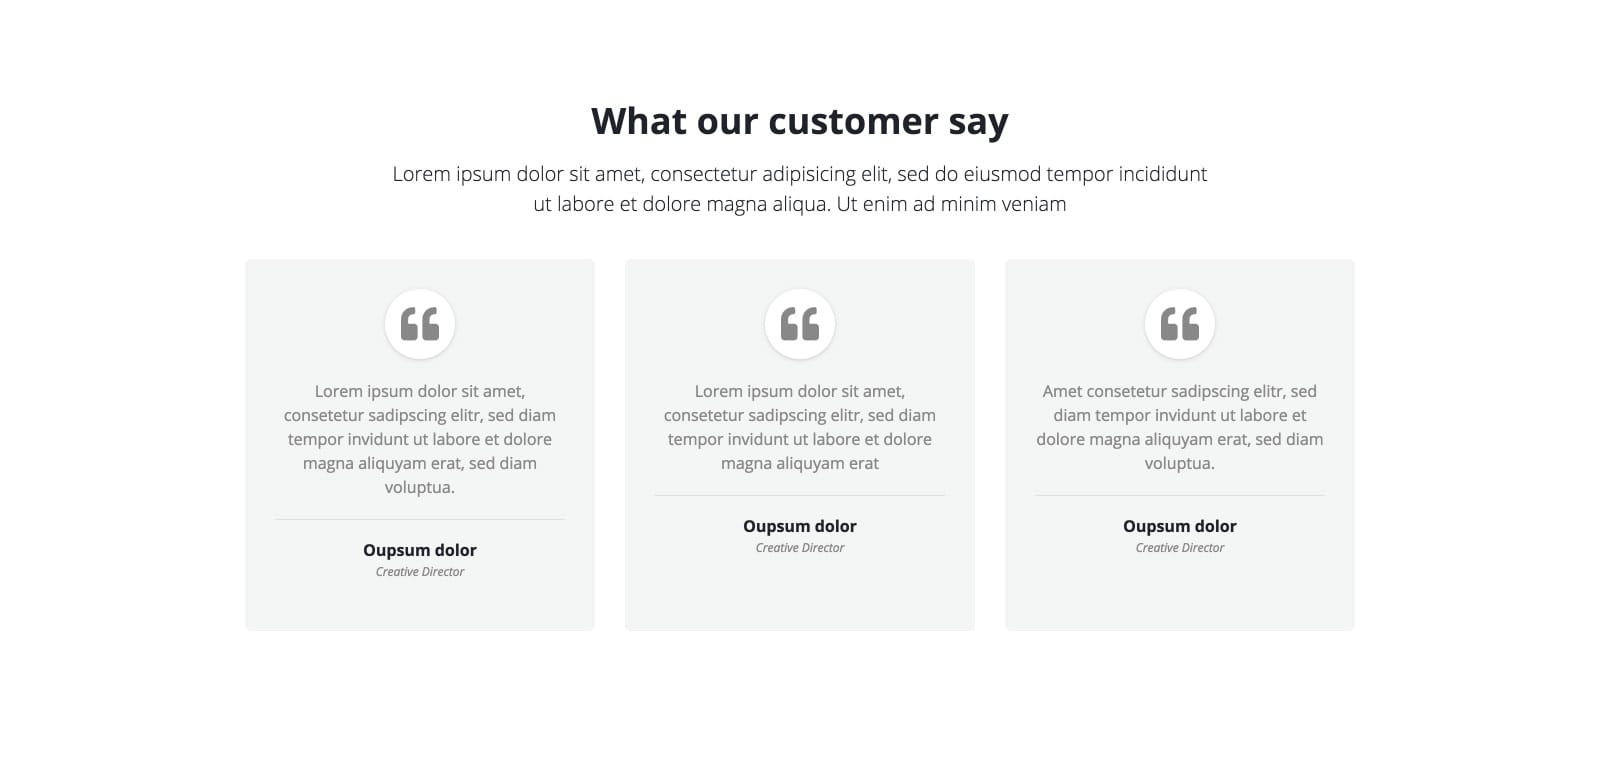 What our customer say
Lorem ipsum dolor sit amet, consectetur adipisicing elit, sed do eiusmod tempor incididunt
ut labore et dolore magna aliqua. Ut enim ad minim veniam
Lorem ipsum dolor sit amet,
consetetur sadipscing elitr, sed diam
tempor invidunt ut labore et dolore
magna aliquyam erat, sed diam
voluptua.
Oupsum dolor
Creative Director
Lorem ipsum dolor sit amet,
consetetur sadipscing elitr, sed diam
tempor invidunt ut labore et dolore
magna aliquyam erat
Oupsum dolor
Creative Director
Amet consetetur sadipscing elitr, sed
diam tempor invidunt ut labore et
dolore magna aliquyam erat, sed diam
voluptua.
Oupsum dolor
Creative Director